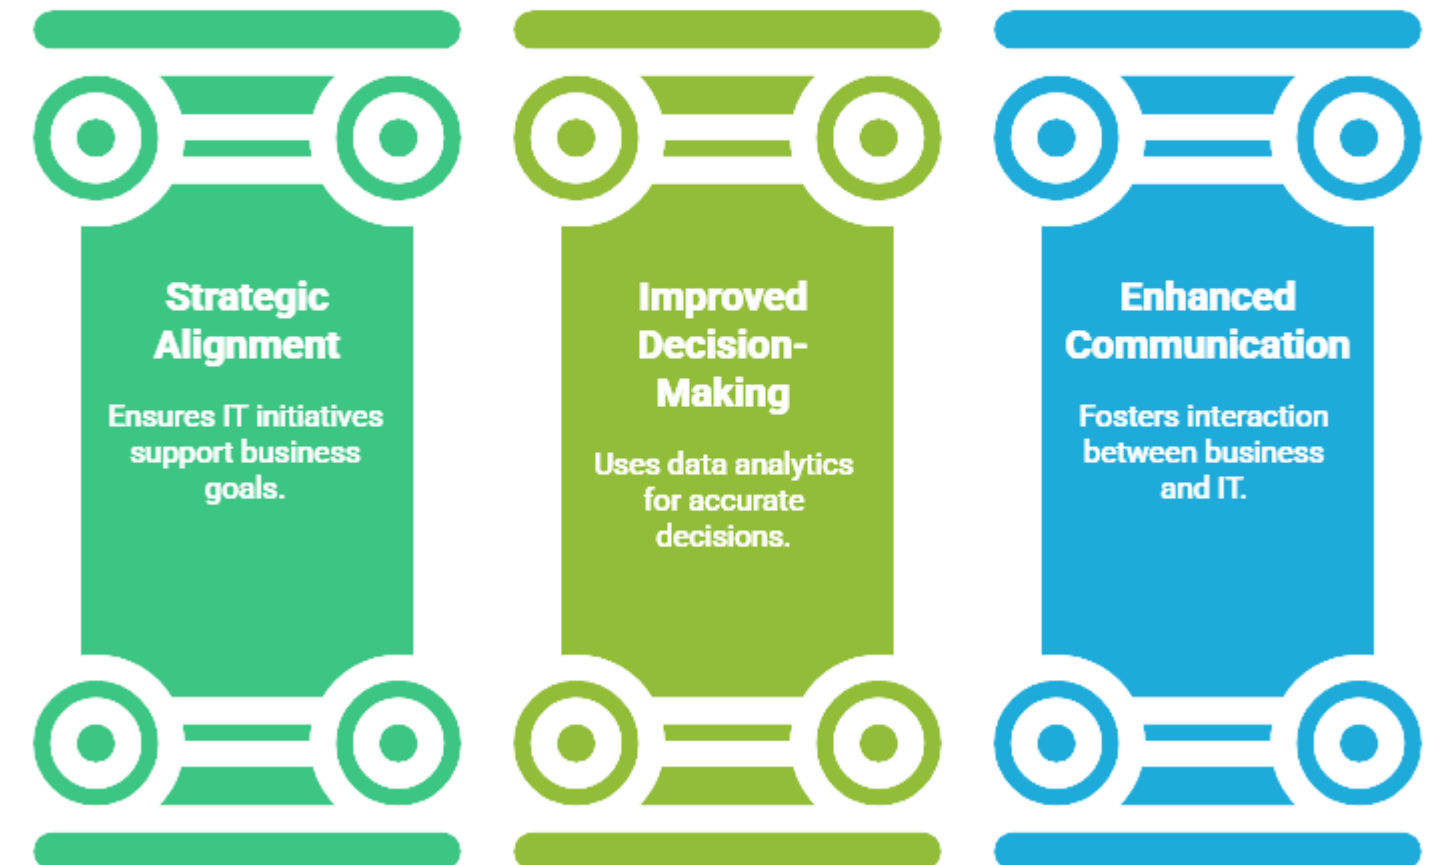 Strategic
Alignment
Ensures IT initiatives
support business
goals.
Improved
Decision-
Making
Uses data analytics
for accurate
decisions.
Enhanced
Communication
Fosters interaction
between business
and IT.